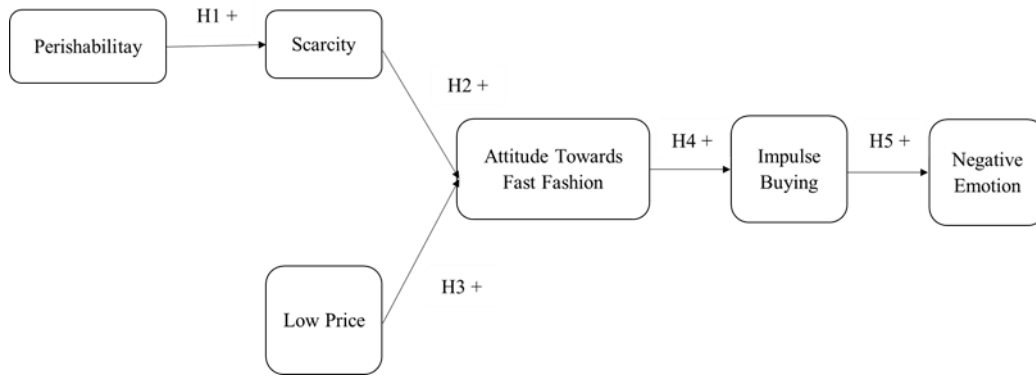 H1 +
Perishabilitay
Scarcity
H2 +
Attitude Towards
Fast Fashion
H4 +
Impulse
Buying
H5 +
Negative
Emotion
H3 +
Low Price